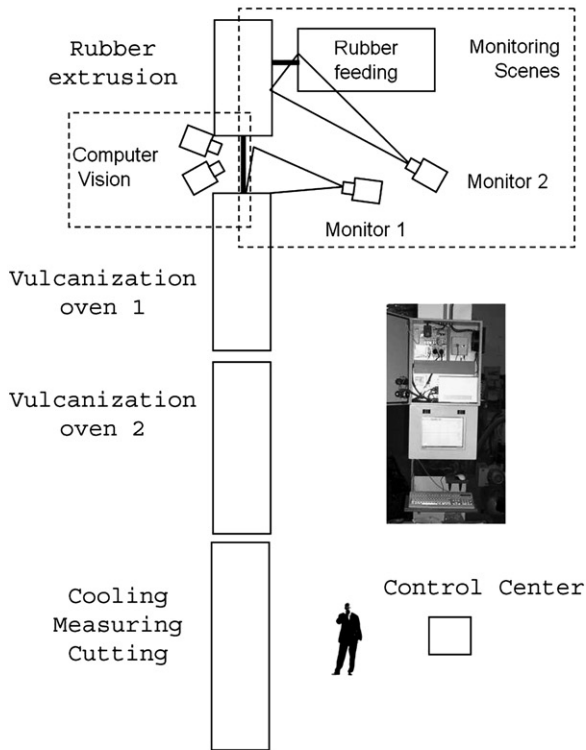 Rubber
extrusion
Rubber
feeding
Monitoring
Scenes
Computer
Vision
Monitor 2
Monitor 1
Vulcanization
oven 1
Vulcanization
oven 2
Cooling
Measuring
Cutting
Control Center